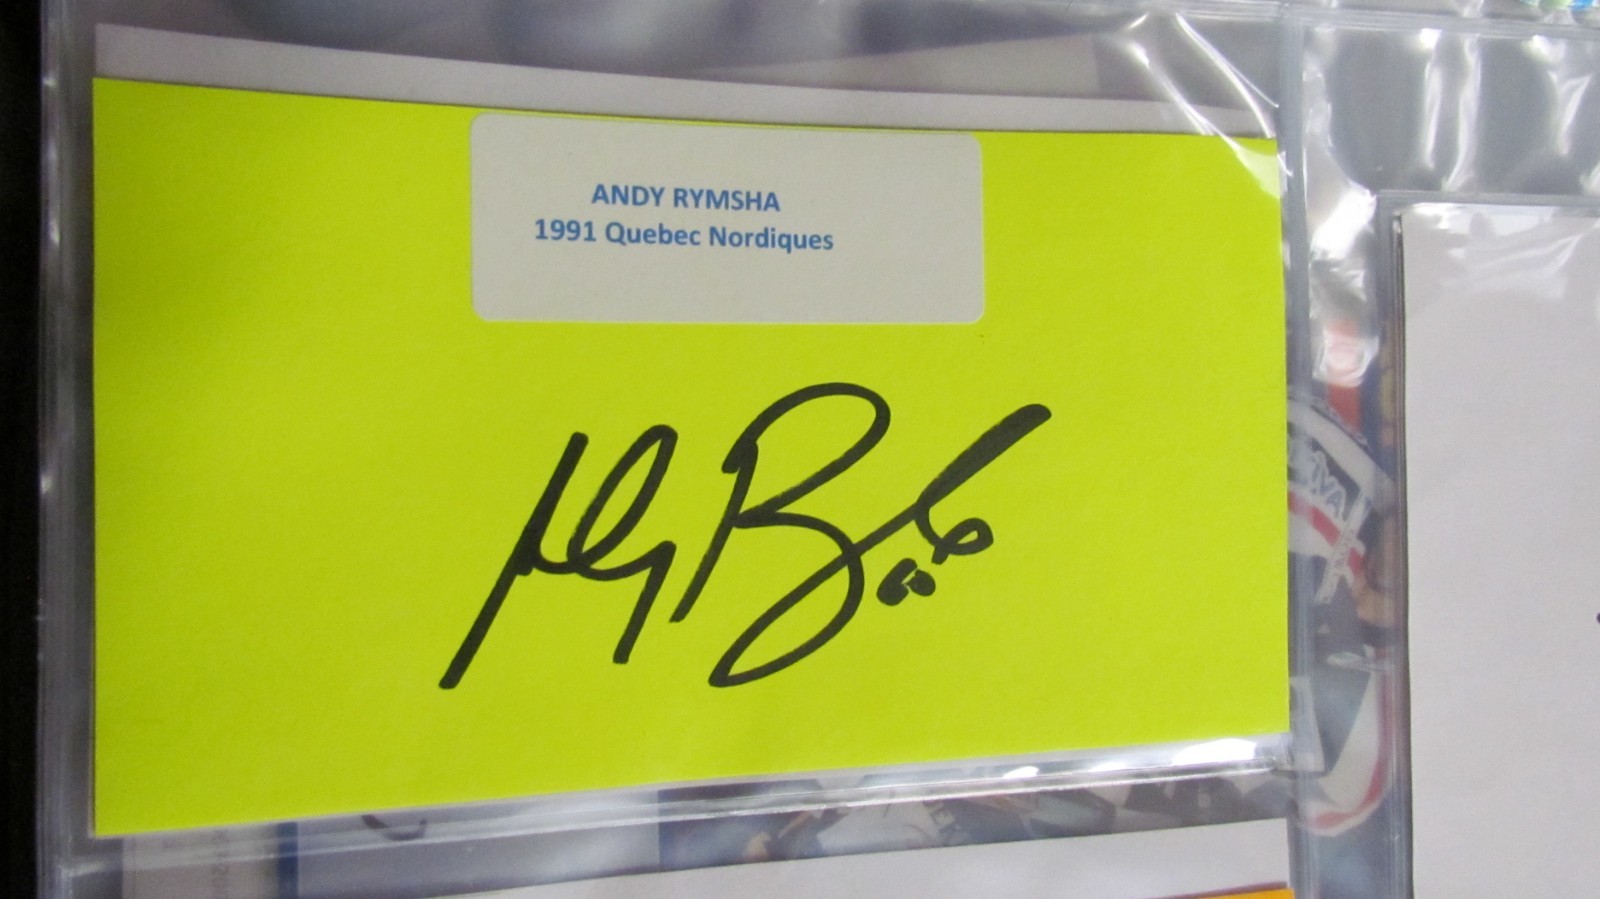 ANDY RYMSHA
1991 Quebec Nordiques